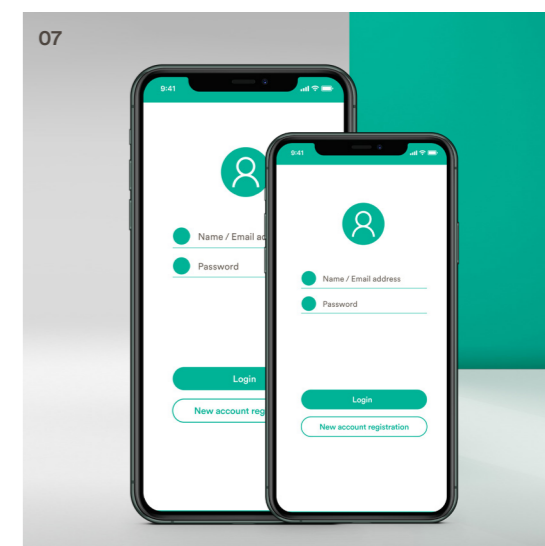 07
9:41
Name / Email ad
Password
Login
New account reg
9:41
Name / Email address
Password
Login
New account registration